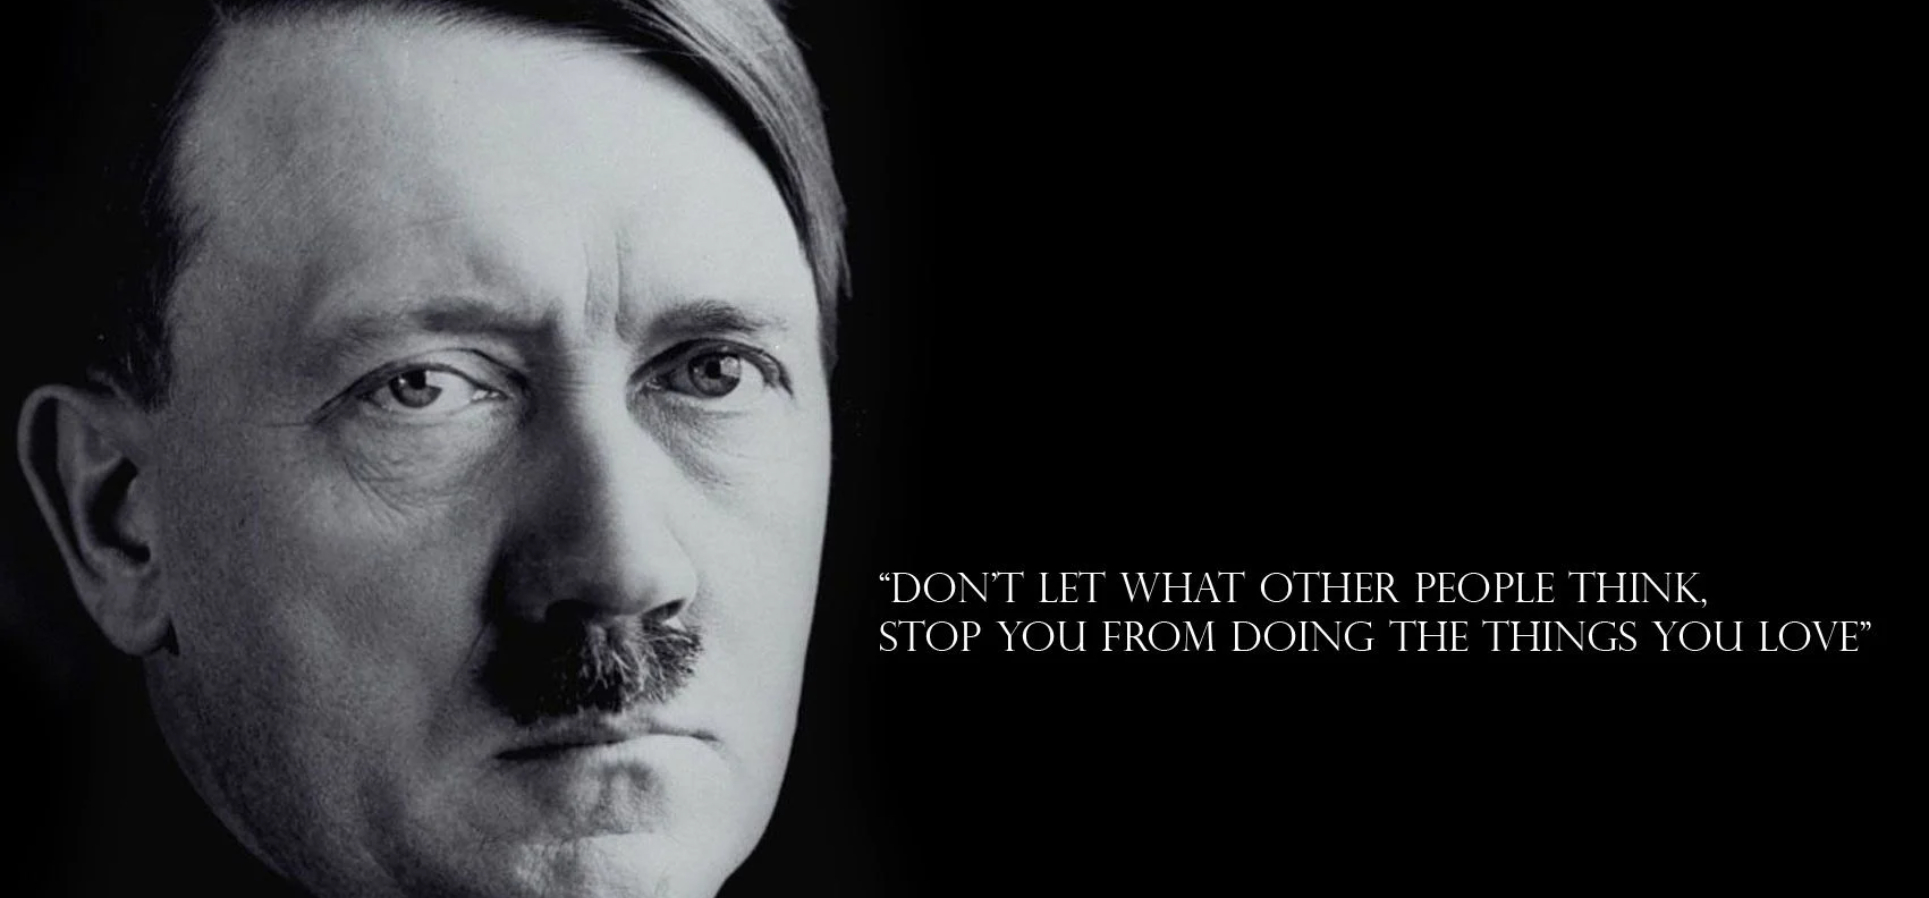 “DON’T LET WHAT OTHER PEOPLE THINK,
STOP YOU FROM DOING THE THINGS YOU LOVE”